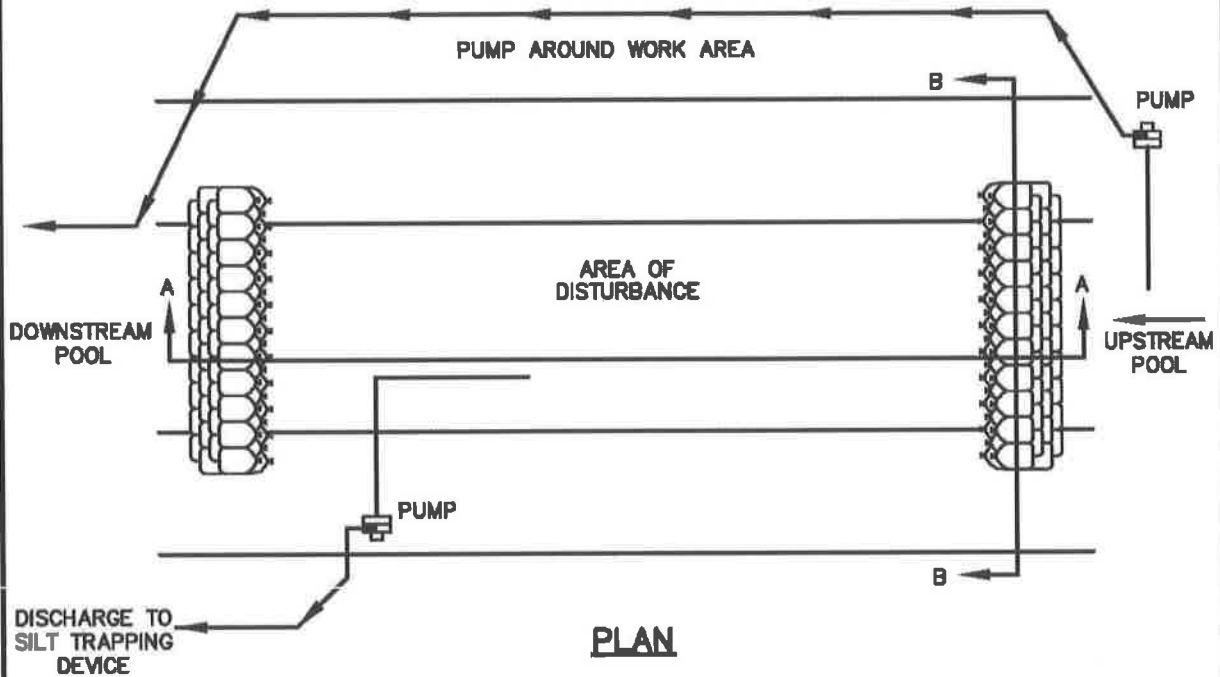 PUMP AROUND WORK AREA
B
PUMP
AREA OF
DISTURBANCE
A
A
DOWNSTREAM
POOL
UPSTREAM
POOL
PUMP
B
DISCHARGE TO
SILT TRAPPING
DEVICE
PLAN